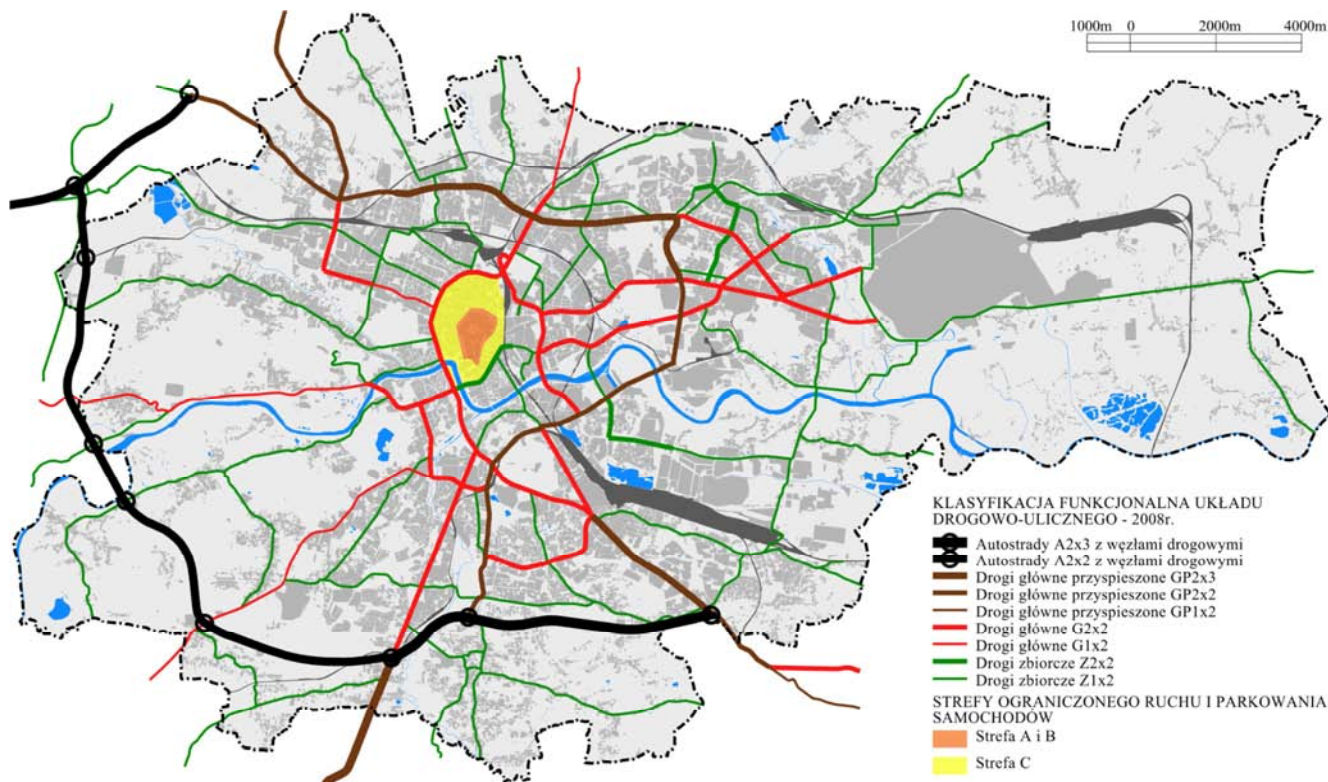 1000m 0 2000m 4000m
KLASYFIKACJA FUNKCJONALNA UKŁADU
DROGOWO-ULICZNEGO - 2008r.
Autostrady A2x3 z węzłami drogowymi
Autostrady A2x2 z węzłami drogowymi
Drogi główne przyspieszone GP2x3
Drogi główne przyspieszone GP2x2
Drogi główne przyspieszone GP1x2
Drogi główne G2x2
Drogi główne G1x2
Drogi zbiorcze Z2x2
Drogi zbiorcze Z1x2
STREFY OGRANICZONEGO RUCHU I PARKOWANIA
SAMOCHODÓW
Strefa A i B
Strefa C